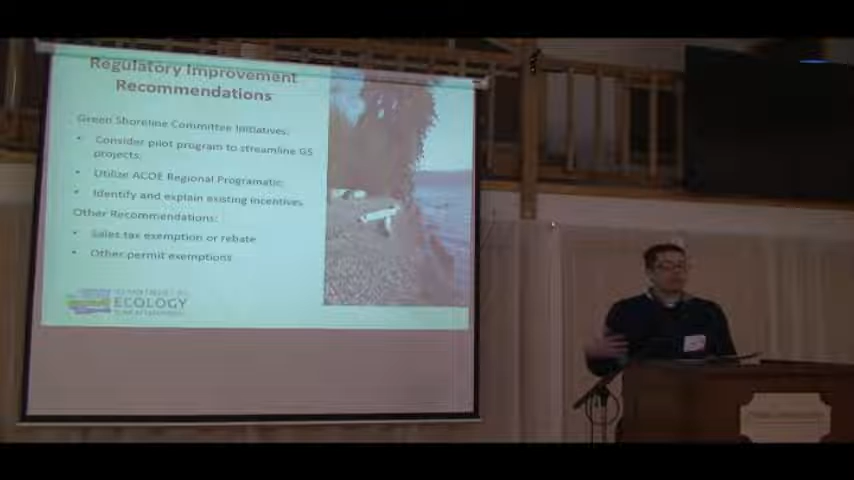 Regulatory Improvement
Recommendations
Green Shoreline Committee Initiatives:
• Consider pilot program to streamline GS
projects.
• Utilize ACOE Regional Programatic.
• Identify and explain existing incentives
Other Recommendations:
• Sales tax exemption or rebate
• Other permit exemptions
ECOLOGY